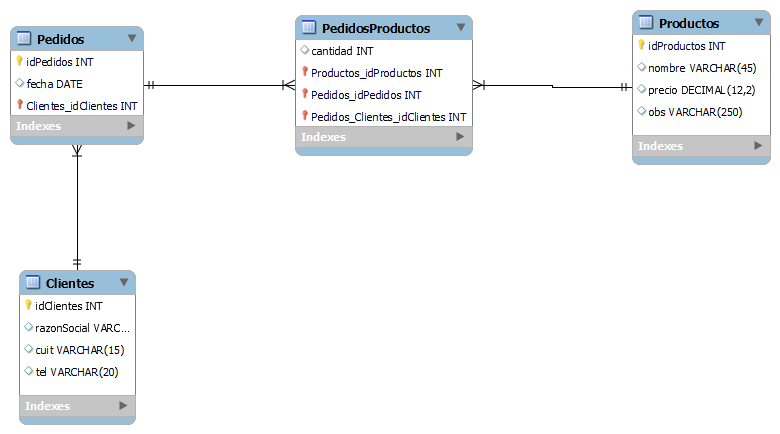 Pedidos
idPedidos INT
fecha DATE
Clientes_idClientes INT
Indexes
PedidosProductos
cantidad INT
Productos_idProductos INT
Pedidos_idPedidos INT
Pedidos_Clientes_idClientes INT
Indexes
Productos
idProductos INT
nombre VARCHAR(45)
precio DECIMAL(12,2)
obs VARCHAR(250)
Indexes
Clientes
idClientes INT
razonSocial VARC...
cuit VARCHAR(15)
tel VARCHAR(20)
Indexes